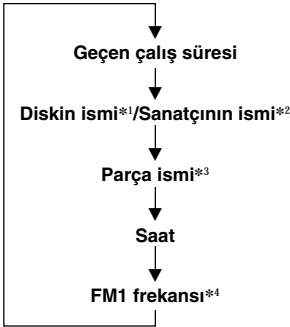 Geçen çalış süresi
Diskin ismi*1/Sanatçının ismi*2
Parça ismi*3
Saat
FM1 frekansı*4